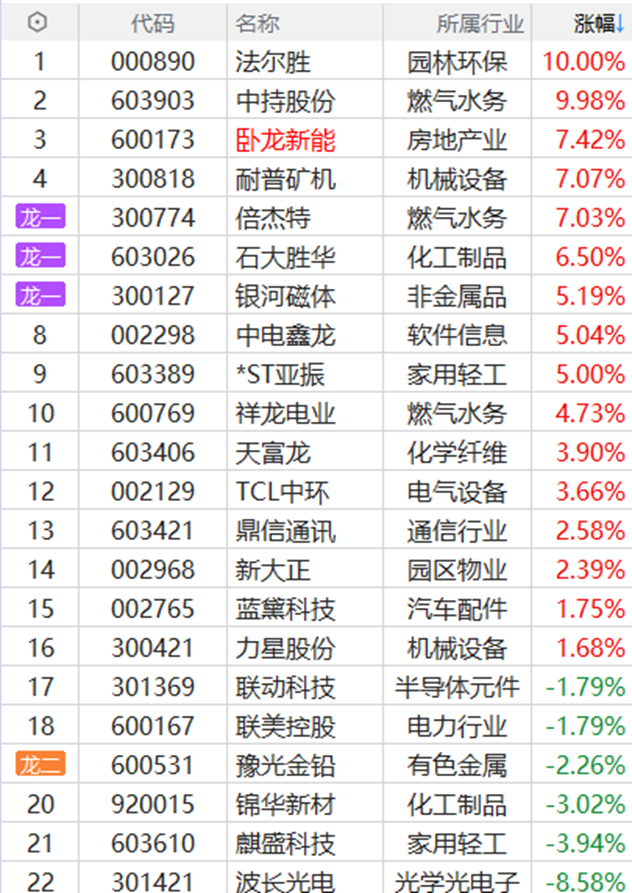 代码 名称 所属行业 涨幅↓
1 000890 法尔胜 园林环保 10.00%
2 603903 中持股份 燃气水务 9.98%
3 600173 卧龙新能 房地产业 7.42%
4 300818 耐普矿机 机械设备 7.07%
龙一 300774 倍杰特 燃气水务 7.03%
龙一 603026 石大胜华 化工制品 6.50%
龙一 300127 银河磁体 非金属品 5.19%
8 002298 中电鑫龙 软件信息 5.04%
9 603389 *ST亚振 家用轻工 5.00%
10 600769 祥龙电业 燃气水务 4.73%
11 603406 天富龙 化学纤维 3.90%
12 002129 TCL中环 电气设备 3.66%
13 603421 鼎信通讯 通信行业 2.58%
14 002968 新大正 园区物业 2.39%
15 002765 蓝黛科技 汽车配件 1.75%
16 300421 力星股份 机械设备 1.68%
17 301369 联动科技 半导体元件 -1.79%
18 600167 联美控股 电力行业 -1.79%
龙二 600531 豫光金铅 有色金属 -2.26%
20 920015 锦华新材 化工制品 -3.02%
21 603610 麒盛科技 家用轻工 -3.94%
22 301421 波长光电 光学光电子 -8.58%